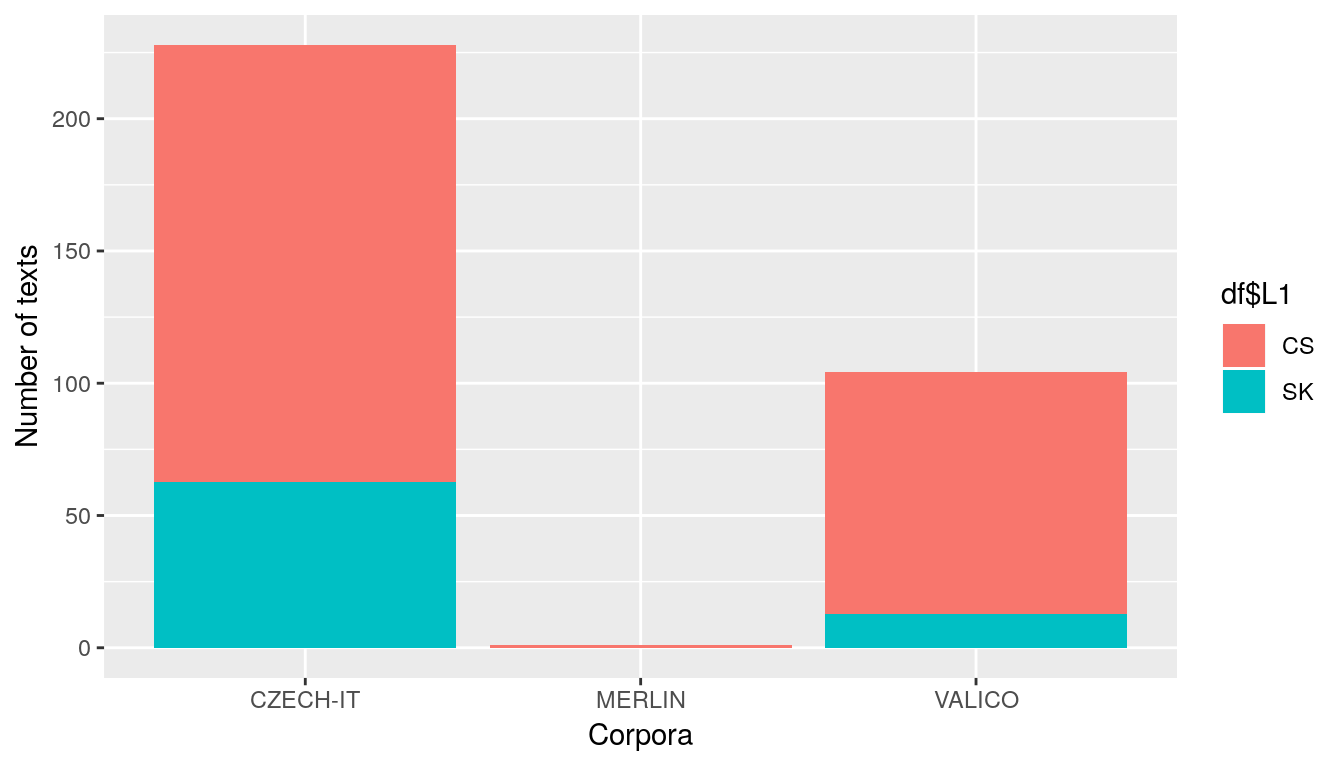 Number of texts
200
150
100
50
0
CZECH-IT
MERLIN
VALICO
Corpora
df$L1
CS
SK